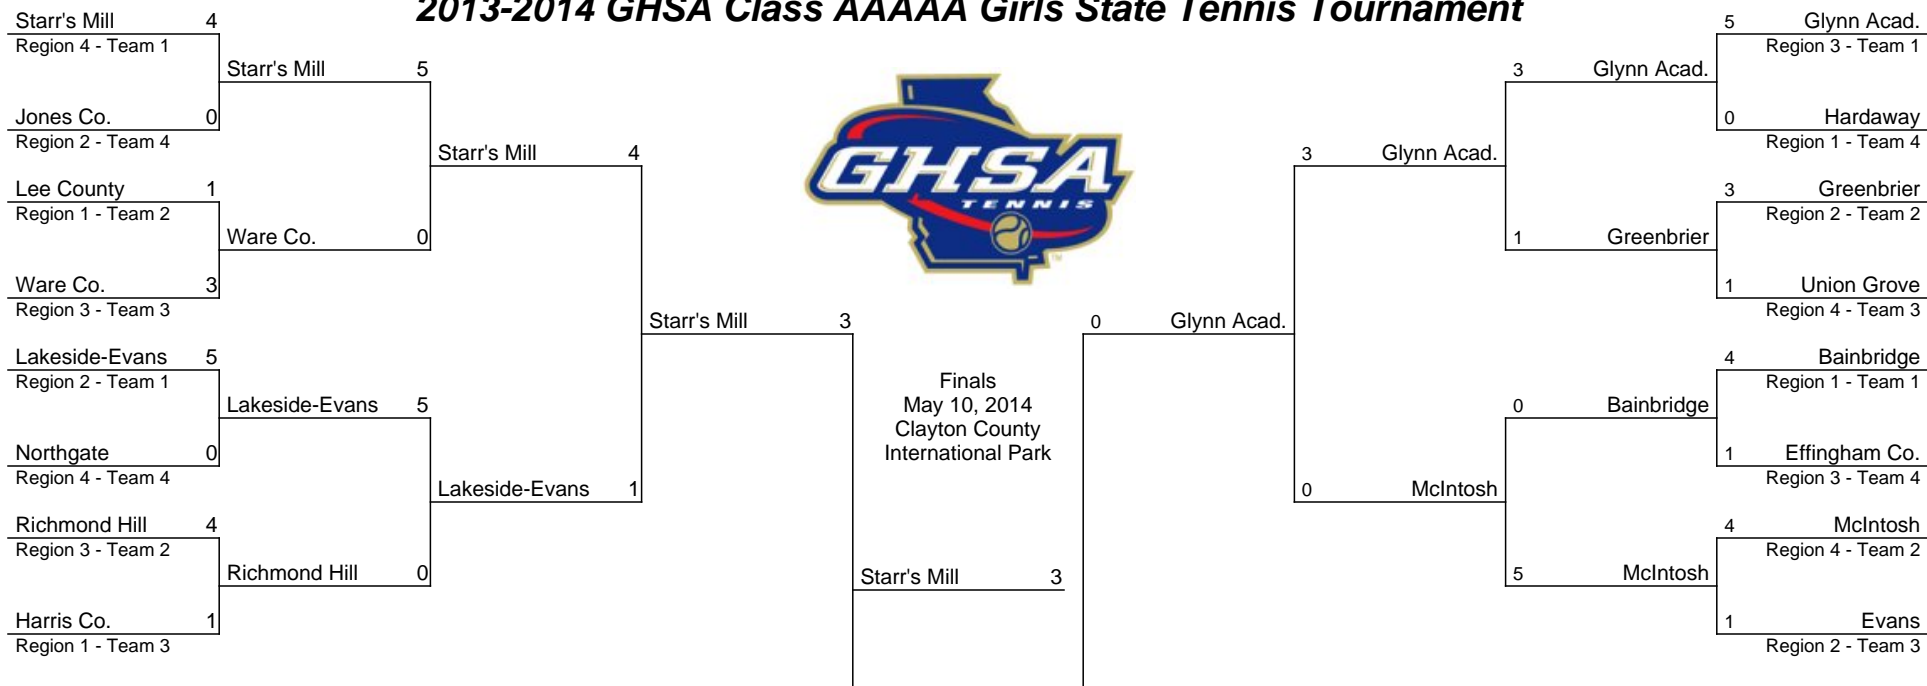 2013-2014 GHSA Class AAAAA Girls State Tennis Tournament
Starr's Mill 4
Region 4 - Team 1
Jones Co. 0
Region 2 - Team 4
Lee County 1
Region 1 - Team 2
Ware Co. 3
Region 3 - Team 3
Lakeside-Evans 5
Region 2 - Team 1
Northgate 0
Region 4 - Team 4
Richmond Hill 4
Region 3 - Team 2
Harris Co. 1
Region 1 - Team 3
Starr's Mill 5
Ware Co. 0
Lakeside-Evans 5
Richmond Hill 0
Starr's Mill 4
Lakeside-Evans 1
Starr's Mill 3
GHSA
TENNIS
TM
Finals
May 10, 2014
Clayton County
International Park
Starr's Mill 3
0 Glynn Acad.
3 Glynn Acad.
0 McIntosh
3 Glynn Acad.
1 Greenbrier
0 Bainbridge
5 McIntosh
5 Glynn Acad.
Region 3 - Team 1
0 Hardaway
Region 1 - Team 4
3 Greenbrier
Region 2 - Team 2
1 Union Grove
Region 4 - Team 3
4 Bainbridge
Region 1 - Team 1
1 Effingham Co.
Region 3 - Team 4
4 McIntosh
Region 4 - Team 2
1 Evans
Region 2 - Team 3